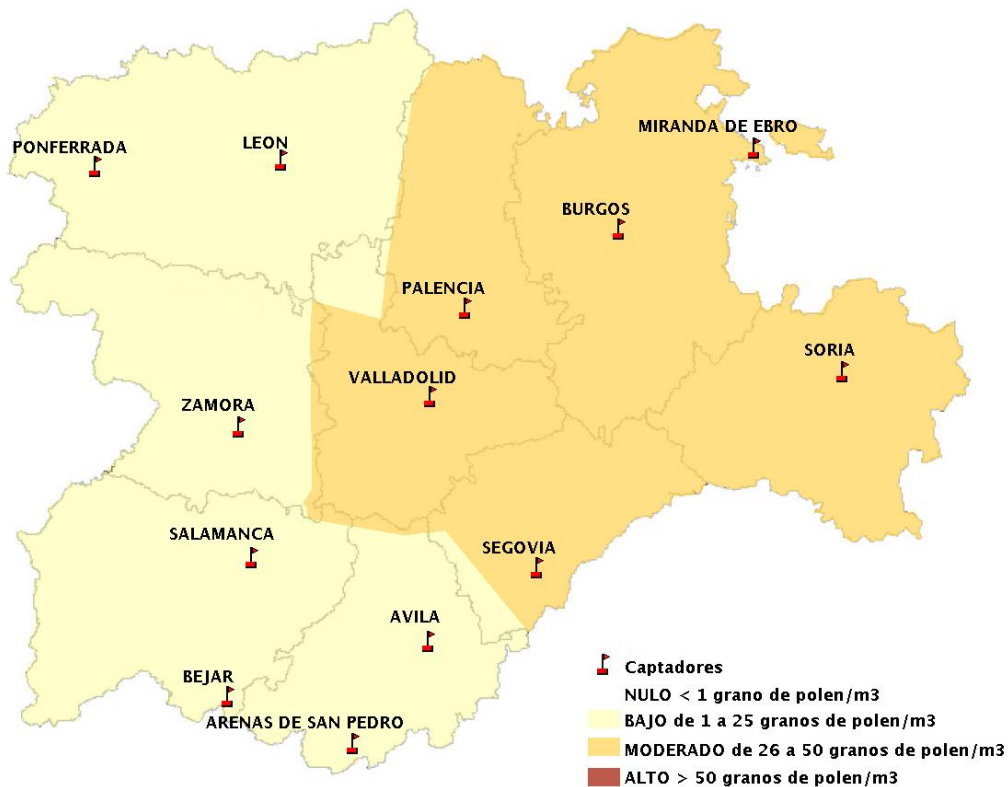 MIRANDA DE EBRO
PONFERRADA
LEON
BURGOS
PALENCIA
SORIA
VALLADOLID
ZAMORA
SALAMANCA
SEGOVIA
AVILA
BEJAR
ARENAS DE SAN PEDRO
Captadores
NULO < 1 grano de polen/m3
BAJO de 1 a 25 granos de polen/m3
MODERADO de 26 a 50 granos de polen/m3
ALTO > 50 granos de polen/m3